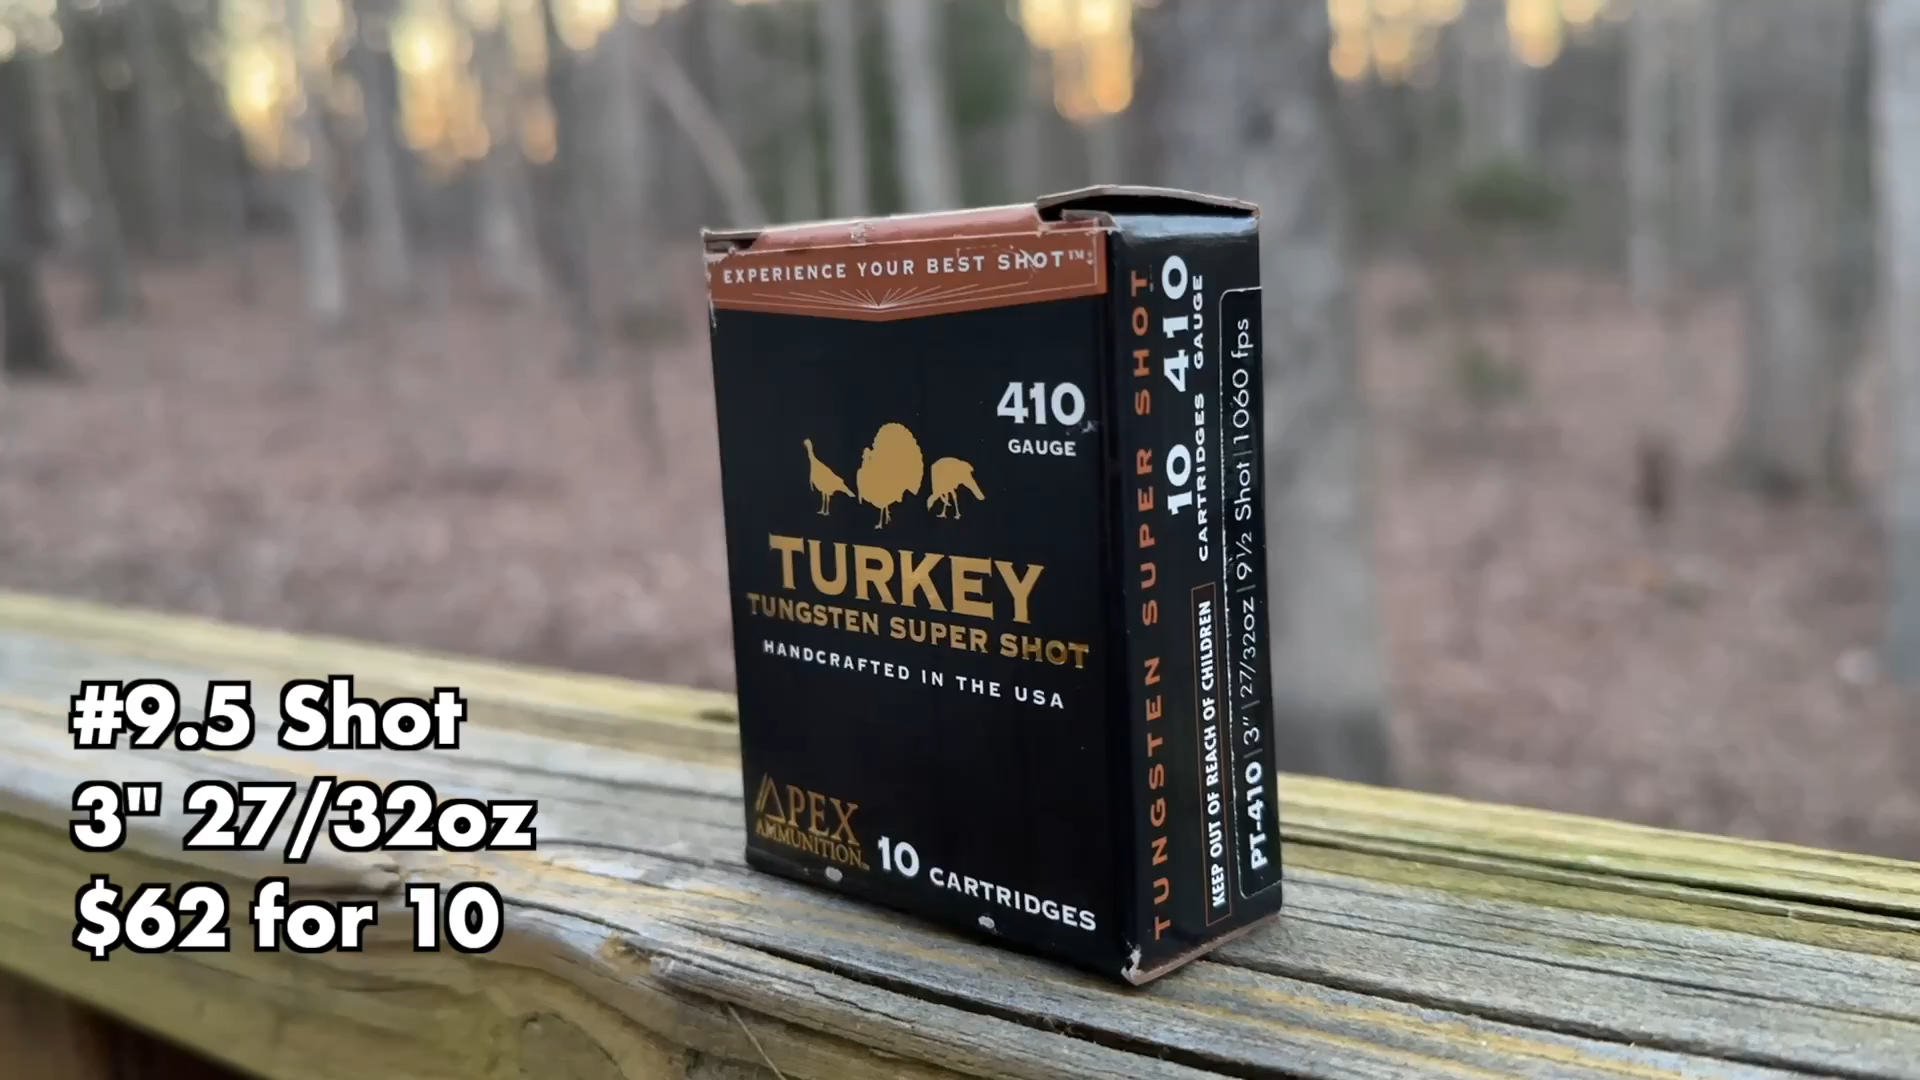 EXPERIENCE YOUR BEST SHOT™
410
GAUGE
TURKEY
TUNGSTEN SUPER SHOT
HANDCRAFTED IN THE USA
APEX
AMMUNITION
10 CARTRIDGES
TUNGSTEN SUPER SHOT
10 410
CARTRIDGES GAUGE
KEEP OUT OF REACH OF CHILDREN
PT-410 | 3" | 27/32oz | 9½ Shot | 1060 fps
#9.5 Shot
3" 27/32oz
$62 for 10